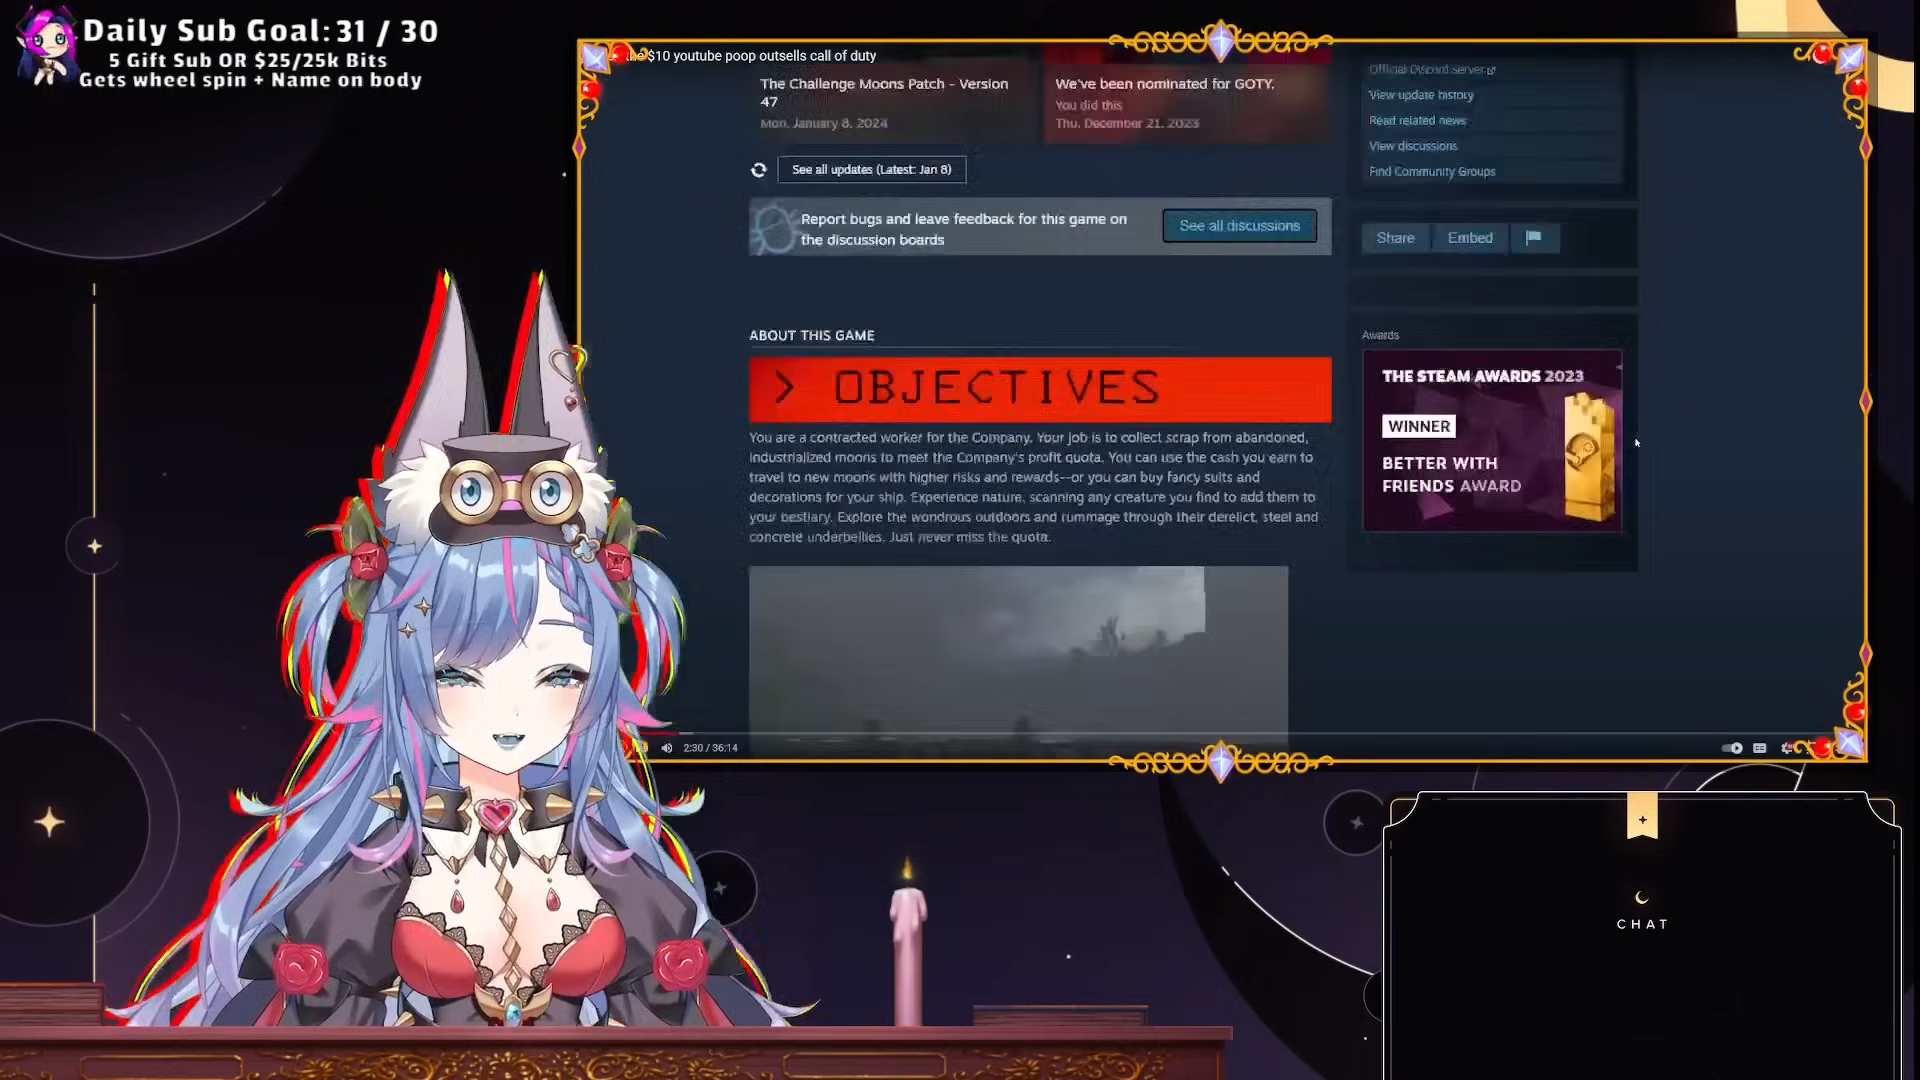 Daily Sub Goal: 31 / 30
5 Gift Sub OR $25/25k Bits
Gets wheel spin + Name on body
the $10 youtube poop outsells call of duty
The Challenge Moons Patch - Version
47
Mon, January 8, 2024
We've been nominated for GOTY.
You did this
Thu, December 21, 2023
Official Discord server
View update history
Read related news
View discussions
Find Community Groups
See all updates (Latest: Jan 8)
Report bugs and leave feedback for this game on
the discussion boards
See all discussions
Share
Embed
ABOUT THIS GAME
> OBJECTIVES
You are a contracted worker for the Company. Your job is to collect scrap from abandoned,
industrialized moons to meet the Company's profit quota. You can use the cash you earn to
travel to new moons with higher risks and rewards--or you can buy fancy suits and
decorations for your ship. Experience nature, scanning any creature you find to add them to
your bestiary. Explore the wondrous outdoors and rummage through their derelict, steel and
concrete underbellies. Just never miss the quota.
Awards
THE STEAM AWARDS 2023
WINNER
BETTER WITH
FRIENDS AWARD
2:30 / 36:14
CHAT